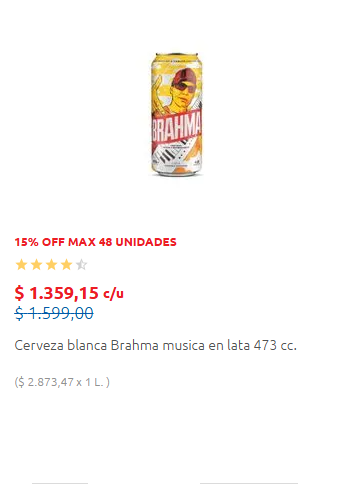 BRAHMA
15% OFF MAX 48 UNIDADES
$ 1.359,15 c/u
$ 1.599,00
Cerveza blanca Brahma musica en lata 473 cc.
($ 2.873,47 x 1 L. )